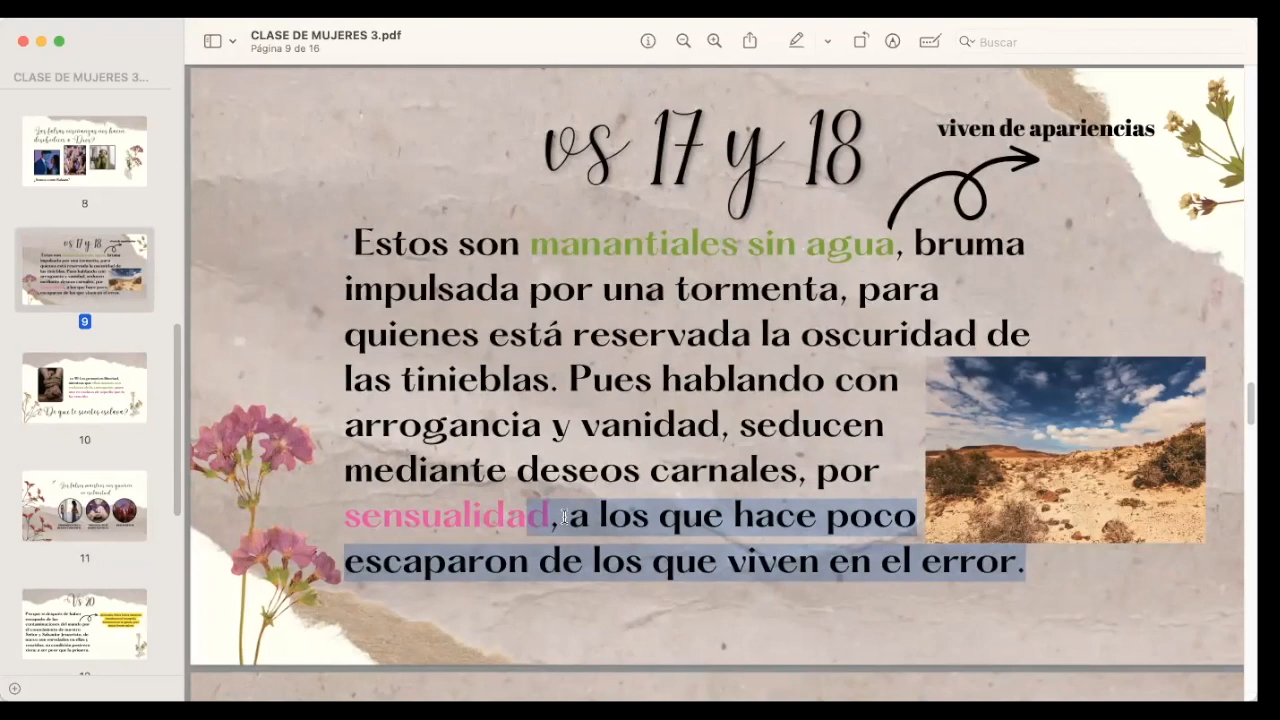 CLASE DE MUJERES 3.pdf
Página 9 de 16
Buscar
CLASE DE MUJERES 3...
8
9
10
11
Vs 20
vs 17 y 18
viven de apariencias
Estos son manantiales sin agua, bruma
impulsada por una tormenta, para
quienes está reservada la oscuridad de
las tinieblas. Pues hablando con
arrogancia y vanidad, seducen
mediante deseos carnales, por
sensualidad, a los que hace poco
escaparon de los que viven en el error.